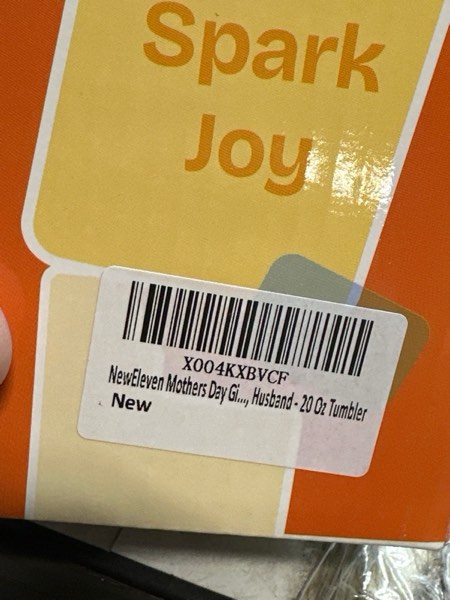 Spark
Joy
X004KXBVCF
NewEleven Mothers Day Gi..., Husband - 20 Oz Tumbler
New